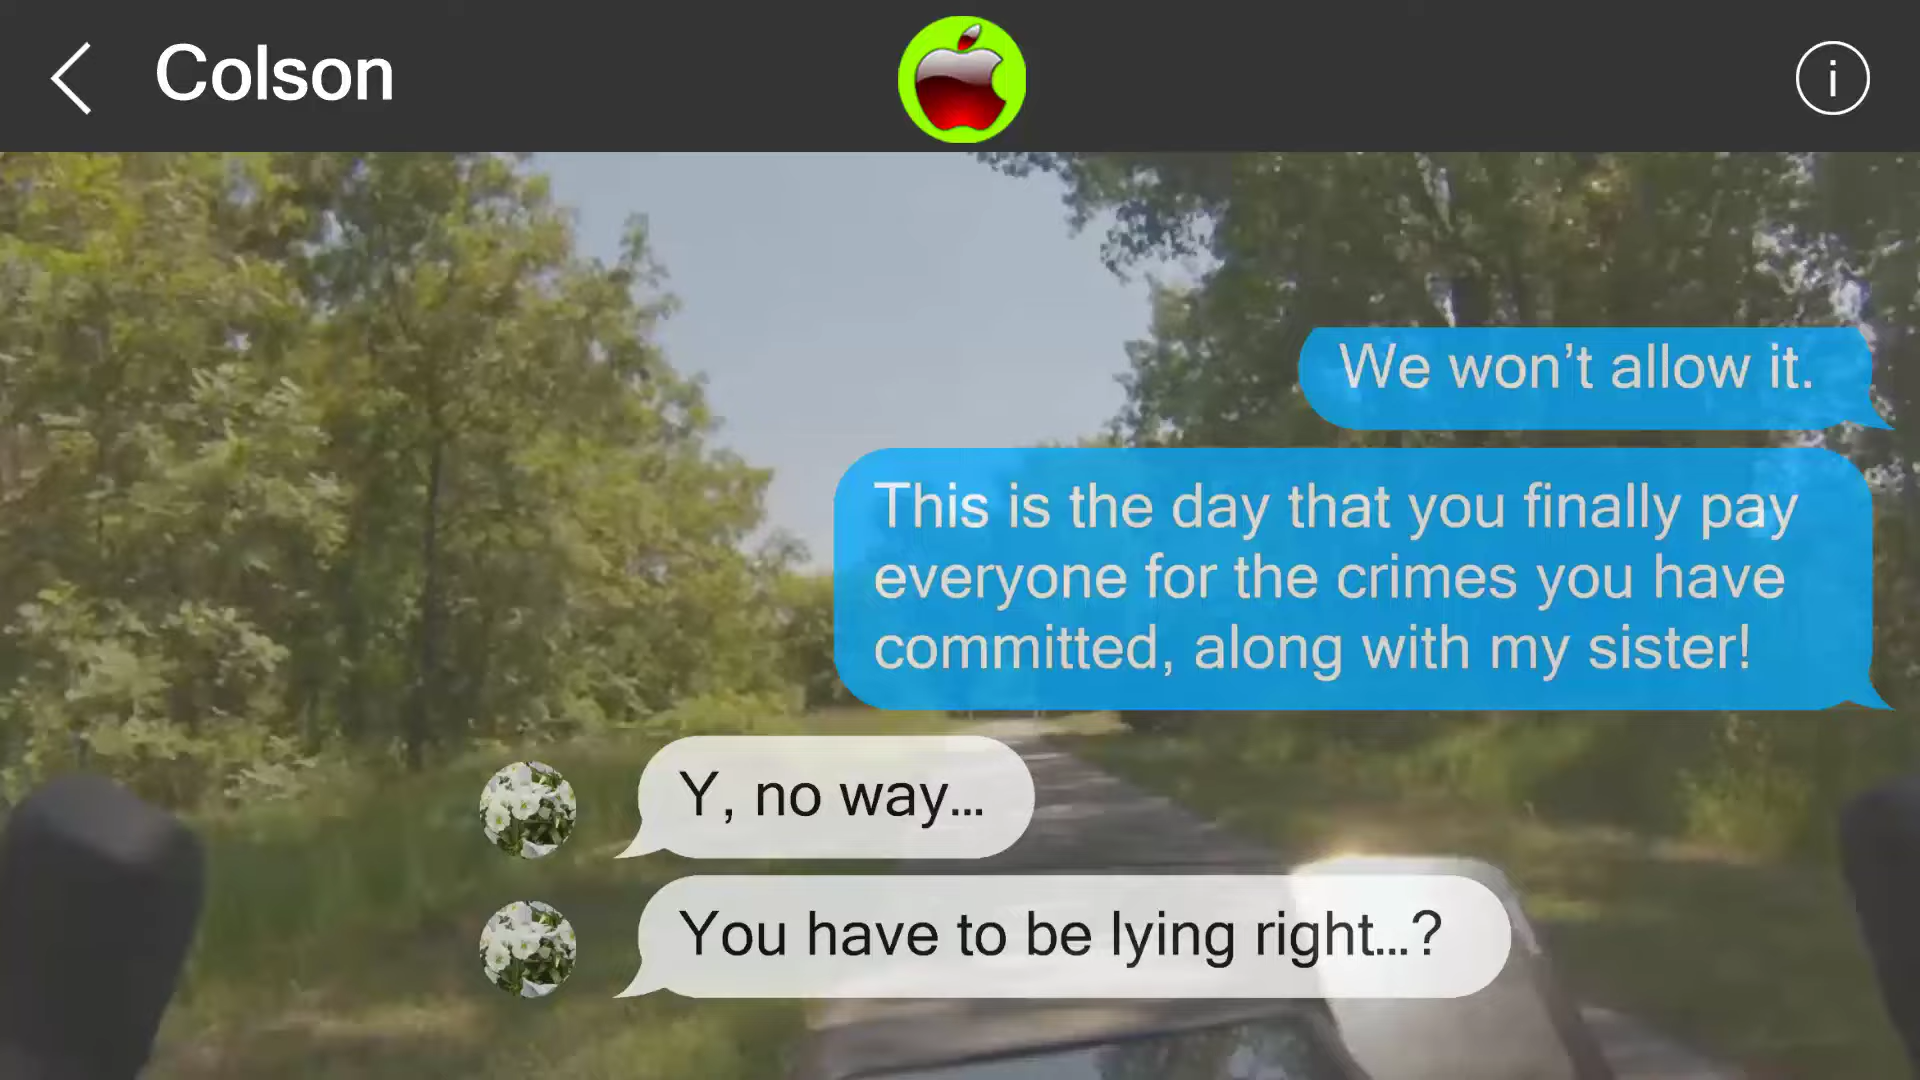 Colson
i
We won’t allow it.
This is the day that you finally pay
everyone for the crimes you have
committed, along with my sister!
Y, no way...
You have to be lying right...?